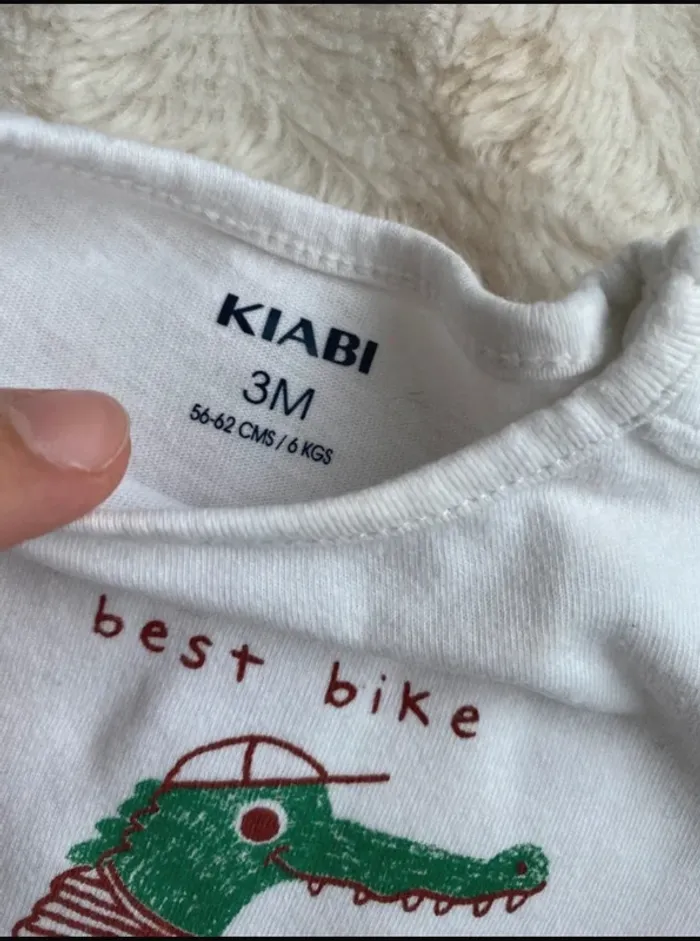 KIABI
3M
56-62 CMS / 6 KGS
best bike